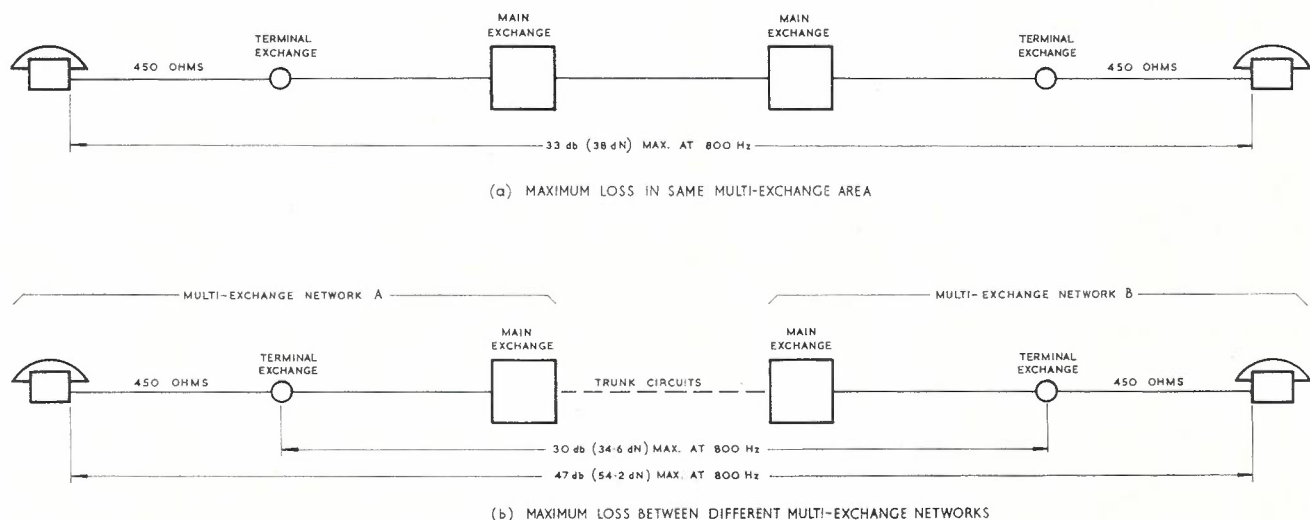 MAIN
EXCHANGE
MAIN
EXCHANGE
TERMINAL
EXCHANGE
TERMINAL
EXCHANGE
450 OHMS
450 OHMS
33 db (38 dN) MAX. AT 800 Hz
(a) MAXIMUM LOSS IN SAME MULTI-EXCHANGE AREA
MULTI-EXCHANGE NETWORK A
MULTI-EXCHANGE NETWORK B
MAIN
EXCHANGE
MAIN
EXCHANGE
TERMINAL
EXCHANGE
TERMINAL
EXCHANGE
450 OHMS
TRUNK CIRCUITS
450 OHMS
30 db (34·6 dN) MAX. AT 800 Hz
47 db (54·2 dN) MAX. AT 800 Hz
(b) MAXIMUM LOSS BETWEEN DIFFERENT MULTI-EXCHANGE NETWORKS